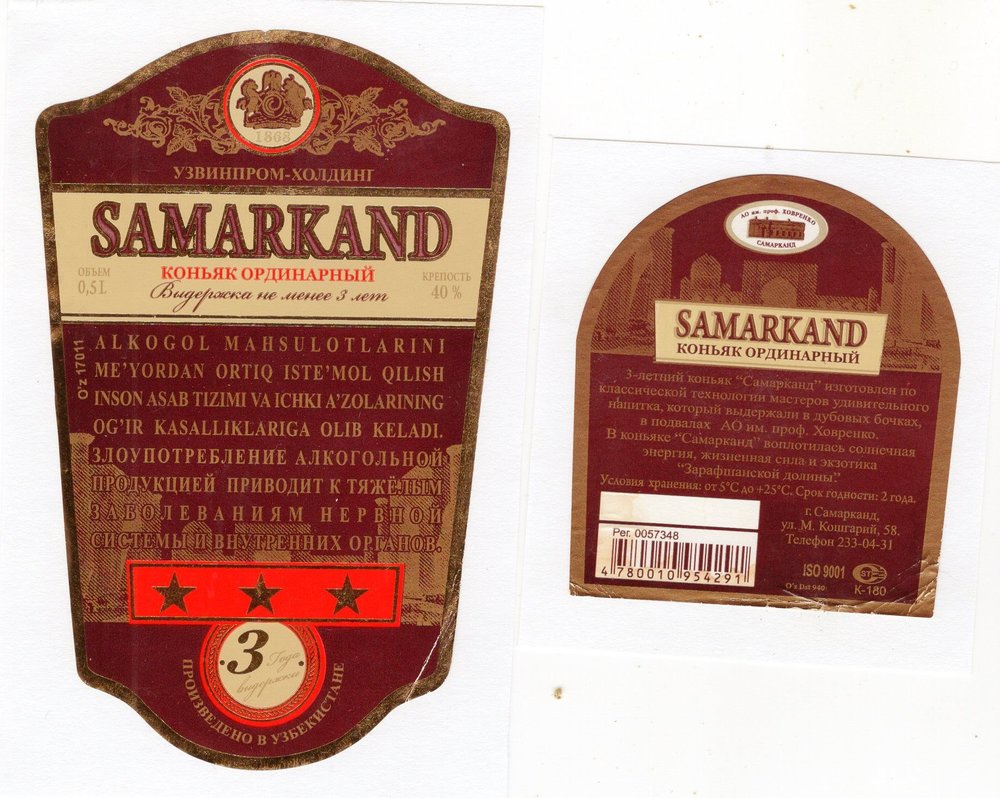 1868
УЗВИНПРОМ-ХОЛДИНГ
SAMARKAND
КОНЬЯК ОРДИНАРНЫЙ
Выдержка не менее 3 лет
ОБЪЕМ
0,5 L
КРЕПОСТЬ
40 %
O'z 17011
ALKOGOL MAHSULOTLARINI
ME'YORDAN ORTIQ ISTE'MOL QILISH
INSON ASAB TIZIMI VA ICHKI A'ZOLARINING
OG'IR KASALLIKLARIGA OLIB KELADI.
ЗЛОУПОТРЕБЛЕНИЕ АЛКОГОЛЬНОЙ
ПРОДУКЦИЕЙ ПРИВОДИТ К ТЯЖЁЛЫМ
ЗАБОЛЕВАНИЯМ НЕРВНОЙ
СИСТЕМЫ И ВНУТРЕННИХ ОРГАНОВ.
3 Года
выдержки
ПРОИЗВЕДЕНО В УЗБЕКИСТАНЕ
АО им. проф. ХОВРЕНКО
САМАРКАНД
SAMARKAND
КОНЬЯК ОРДИНАРНЫЙ
3-летний коньяк “Самарканд” изготовлен по
классической технологии мастеров удивительного
напитка, который выдержали в дубовых бочках,
в подвалах АО им. проф. Ховренко.
В коньяке “Самарканд” воплотилась солнечная
энергия, жизненная сила и экзотика
“Зарафшанской долины.”
Условия хранения: от 5°С до +25°С. Срок годности: 2 года.
г. Самарканд,
ул. М. Кошгарий, 58.
Телефон 233-04-31
Рег. 0057348
4 780010 954291
ISO 9001
ST
O'z Dst 940
К-180